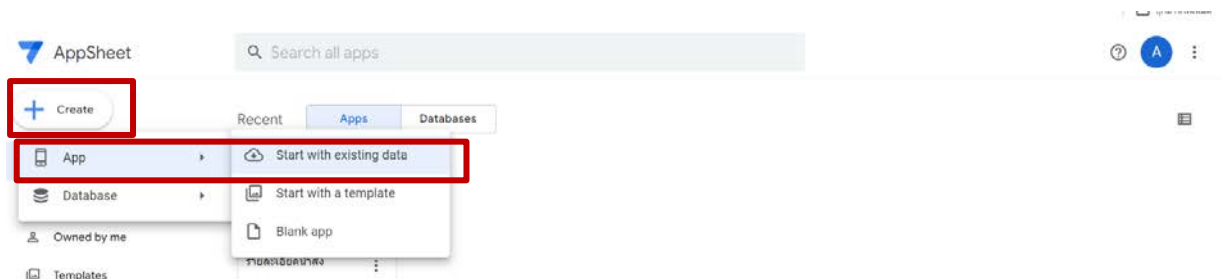 AppSheet
Search all apps
A
Create
Recent
Apps
Databases
App
Start with existing data
Database
Start with a template
Owned by me
Blank app
Templates